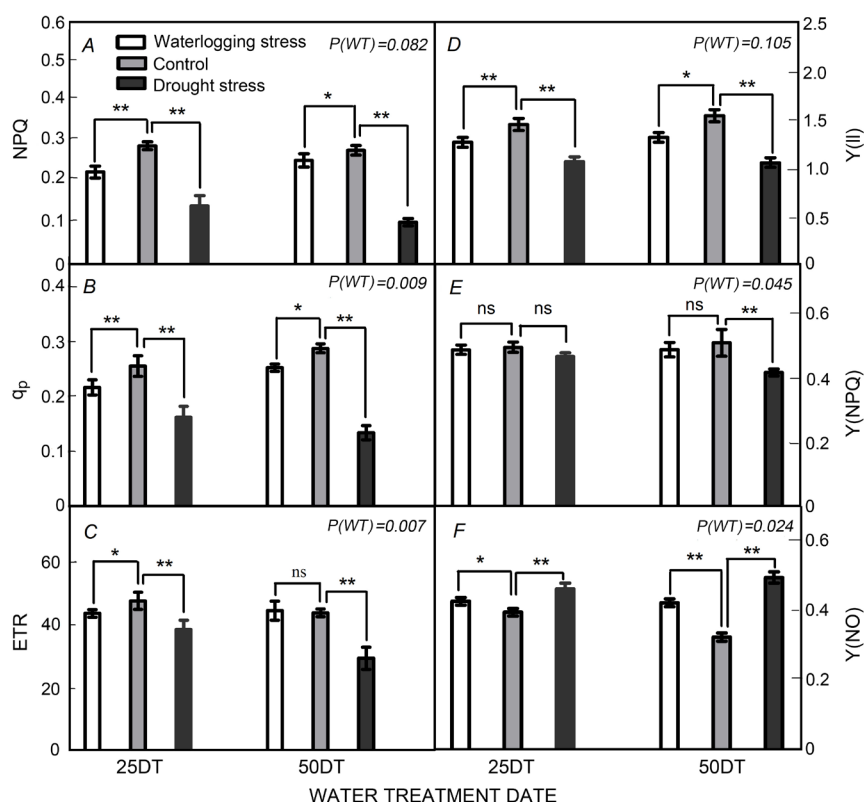 0.6
0.5
0.4
0.3
0.2
0.1
0
NPQ
A
Waterlogging stress
Control
Drought stress
P(WT)=0.082
** ** * **
D
P(WT)=0.105
** ** * **
2.5
2.0
1.5
1.0
0.5
0
Y(II)
0.4
0.3
0.2
0.1
0
qp
B
P(WT)=0.009
** ** * **
E
P(WT)=0.045
ns ns ns **
0.6
0.4
0.2
0
Y(NPQ)
60
40
20
0
ETR
C
P(WT)=0.007
* ** ns **
F
P(WT)=0.024
* ** ** **
0.6
0.4
0.2
0
Y(NO)
25DT 50DT 25DT 50DT
WATER TREATMENT DATE